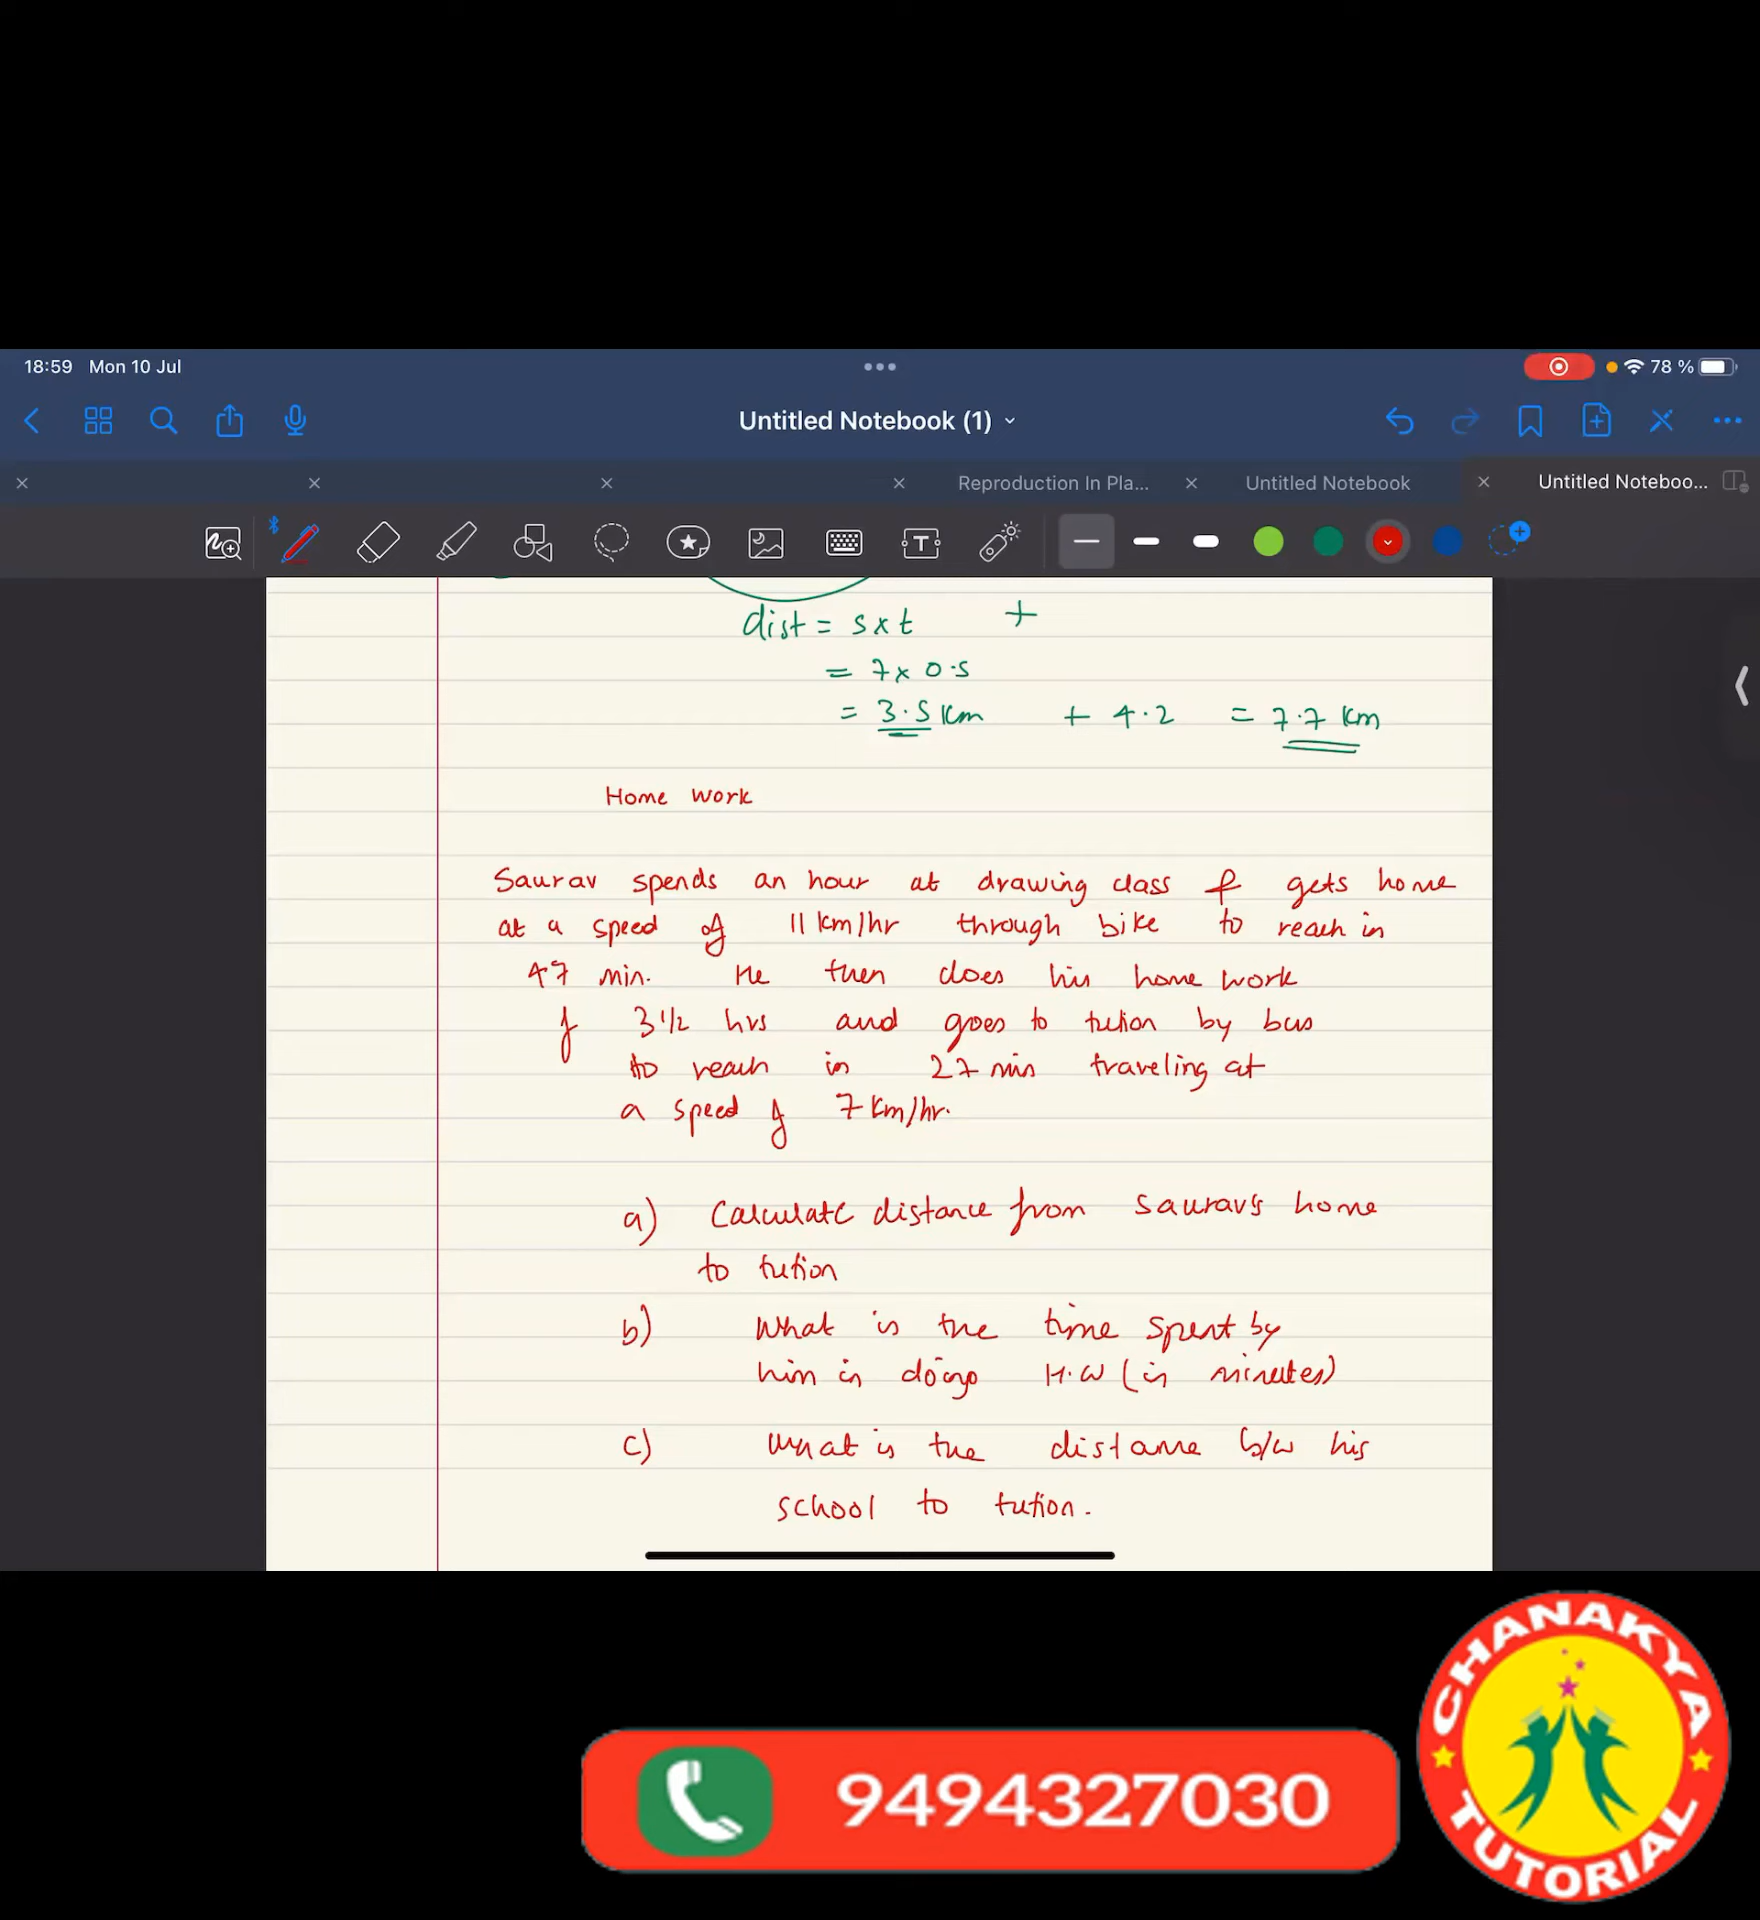 18:59 Mon 10 Jul
78 %
Untitled Notebook (1)
Reproduction In Pla...
Untitled Notebook
Untitled Noteboo...
dist = s x t +
= 7 x 0.5
= 3.5 km + 4.2 = 7.7 km
Home work
Saurav spends an hour at drawing class & gets home
at a speed of 11 km/hr through bike to reach in
47 min. He then does his home work
f 3 1/2 hrs and goes to tution by bus
to reach in 27 min traveling at
a speed of 7 km/hr.
a) Calculate distance from Saurav's home
to tution
b) What is the time spent by
him in doing H.W (in minutes)
c) What is the distance b/w his
school to tution.
9494327030
CHANAKYA
TUTORIAL